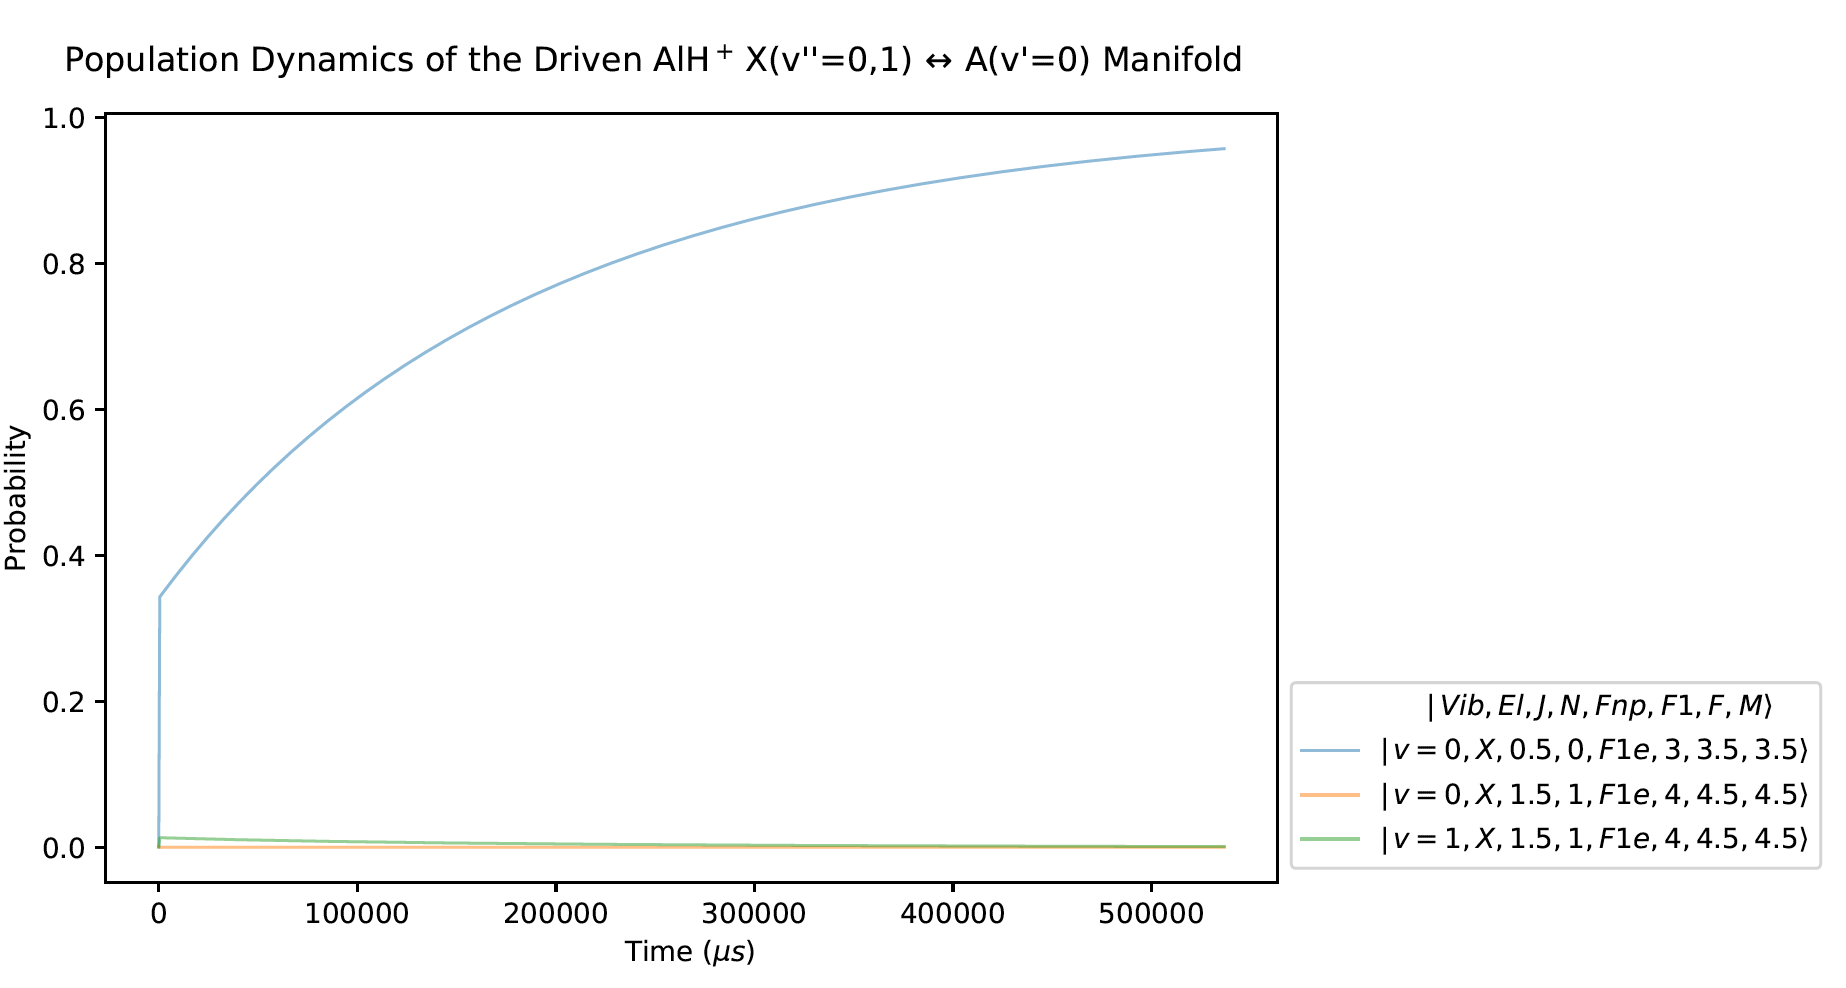 Population Dynamics of the Driven AlH⁺ X(v''=0,1) ↔ A(v'=0) Manifold
1.0
0.8
0.6
0.4
0.2
0.0
Probability
0 100000 200000 300000 400000 500000
Time (μs)
|Vib, El, J, N, Fnp, F1, F, M⟩
|v = 0, X, 0.5, 0, F1e, 3, 3.5, 3.5⟩
|v = 0, X, 1.5, 1, F1e, 4, 4.5, 4.5⟩
|v = 1, X, 1.5, 1, F1e, 4, 4.5, 4.5⟩